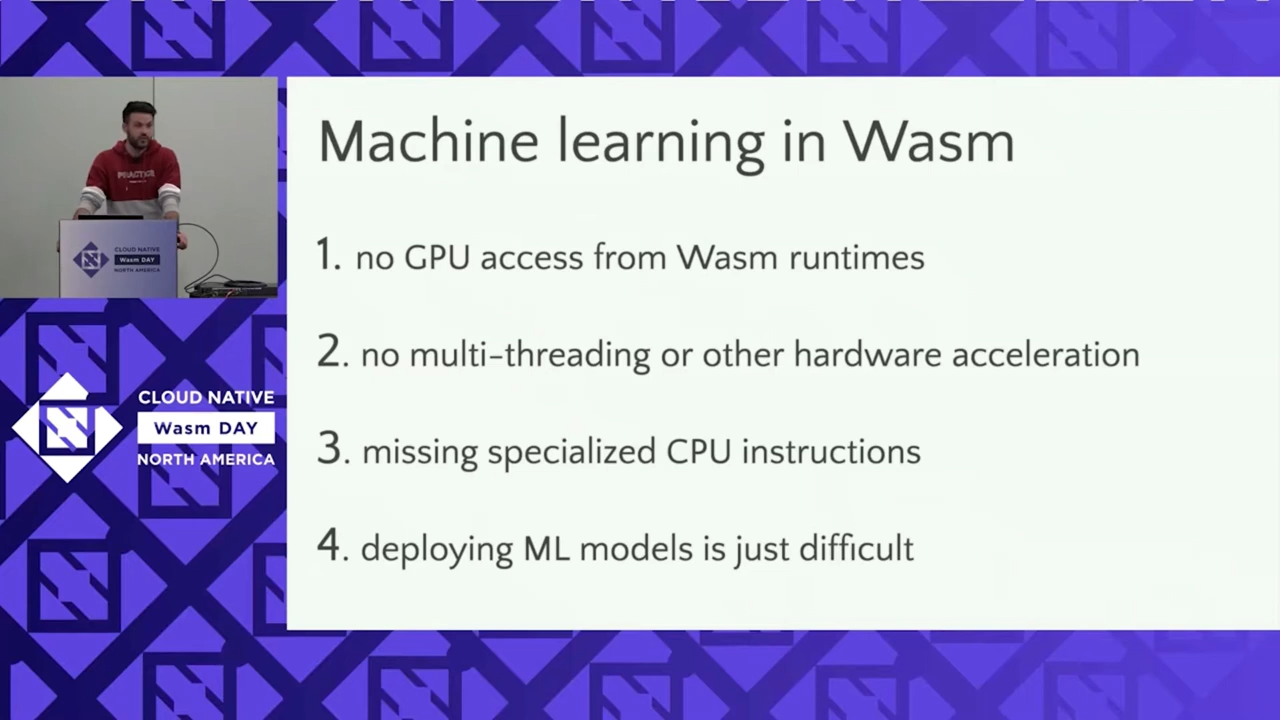 Machine learning in Wasm
1. no GPU access from Wasm runtimes
2. no multi-threading or other hardware acceleration
3. missing specialized CPU instructions
4. deploying ML models is just difficult
PRACTICE
CLOUD NATIVE
Wasm DAY
NORTH AMERICA
CLOUD NATIVE
Wasm DAY
NORTH AMERICA